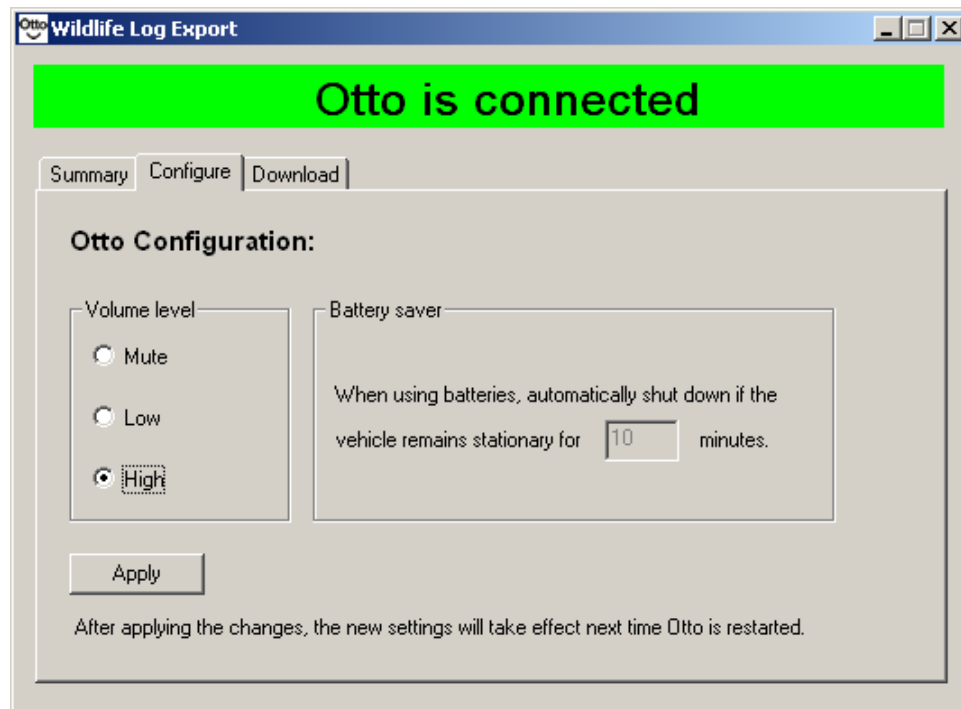 Otto Wildlife Log Export
Otto is connected
Summary Configure Download
Otto Configuration:
Volume level
Mute
Low
High
Battery saver
When using batteries, automatically shut down if the
vehicle remains stationary for 10 minutes.
Apply
After applying the changes, the new settings will take effect next time Otto is restarted.